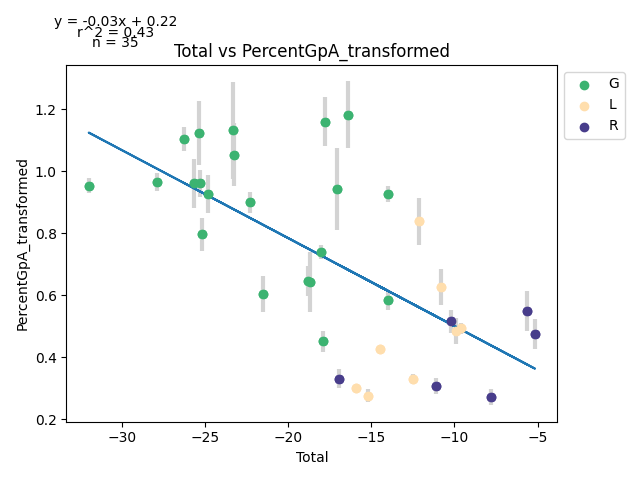 y = -0.03x + 0.22
r^2 = 0.43
n = 35
Total vs PercentGpA_transformed
G
L
R
PercentGpA_transformed
1.2
1.0
0.8
0.6
0.4
0.2
−30
−25
−20
−15
−10
−5
Total